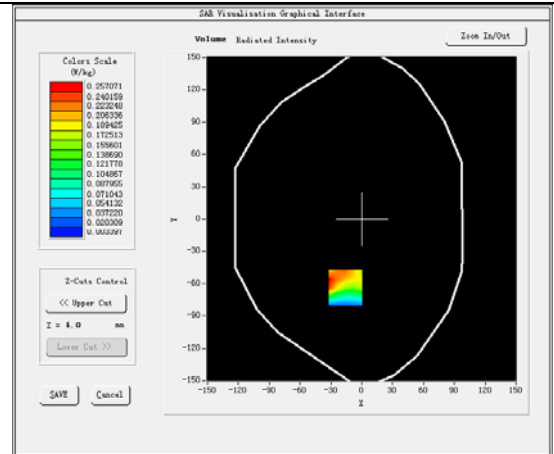 SAR Visualisation Graphical Interface
Volume Radiated Intensity
Zoom In/Out
Colors Scale
(W/kg)
0.257071
0.240159
0.223248
0.206336
0.189425
0.172513
0.155601
0.138690
0.121778
0.104867
0.087955
0.071043
0.054132
0.037220
0.020309
0.003397
150
120
90
60
30
0
-30
-60
-90
-120
-150
Y
-150 -120 -90 -60 -30 0 30 60 90 120 150
X
Z-Cuts Control
<< Upper Cut
Z = 4.0 mm
Lower Cut >>
SAVE Cancel